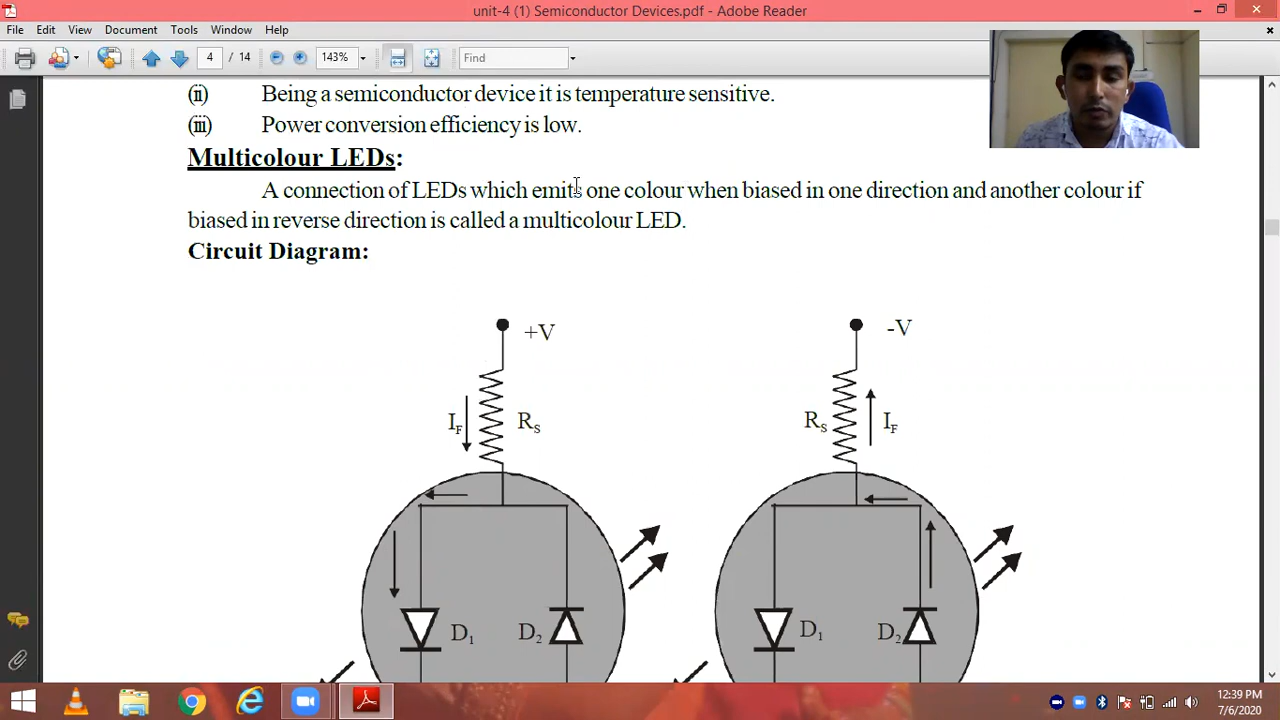 unit-4 (1) Semiconductor Devices.pdf - Adobe Reader
File Edit View Document Tools Window Help
4 / 14 143% Find
(ii) Being a semiconductor device it is temperature sensitive.
(iii) Power conversion efficiency is low.
Multicolour LEDs:
A connection of LEDs which emits one colour when biased in one direction and another colour if
biased in reverse direction is called a multicolour LED.
Circuit Diagram:
+V -V
IF RS RS IF
D1 D2 D1 D2
12:39 PM
7/6/2020